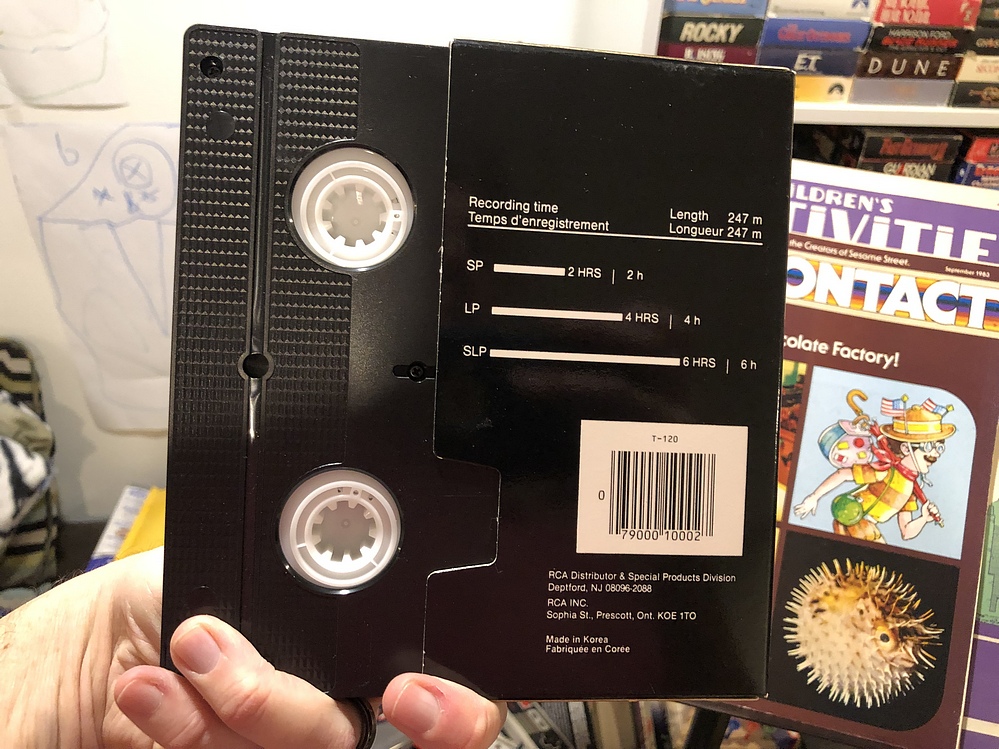 ROCKY
E.T.
HARRISON FORD
DUNE
GUARDIAN
ILDREN'S
TIVITIE
the Creators of Sesame Street.
September 1983
ONTACT
colate Factory!
Recording time
Temps d'enregistrement
Length 247 m
Longueur 247 m
SP 2 HRS | 2 h
LP 4 HRS | 4 h
SLP 6 HRS | 6 h
T-120
0 79000 10002
RCA Distributor & Special Products Division
Deptford, NJ 08096-2088
RCA INC.
Sophia St., Prescott, Ont. KOE 1TO
Made in Korea
Fabriquée en Corée